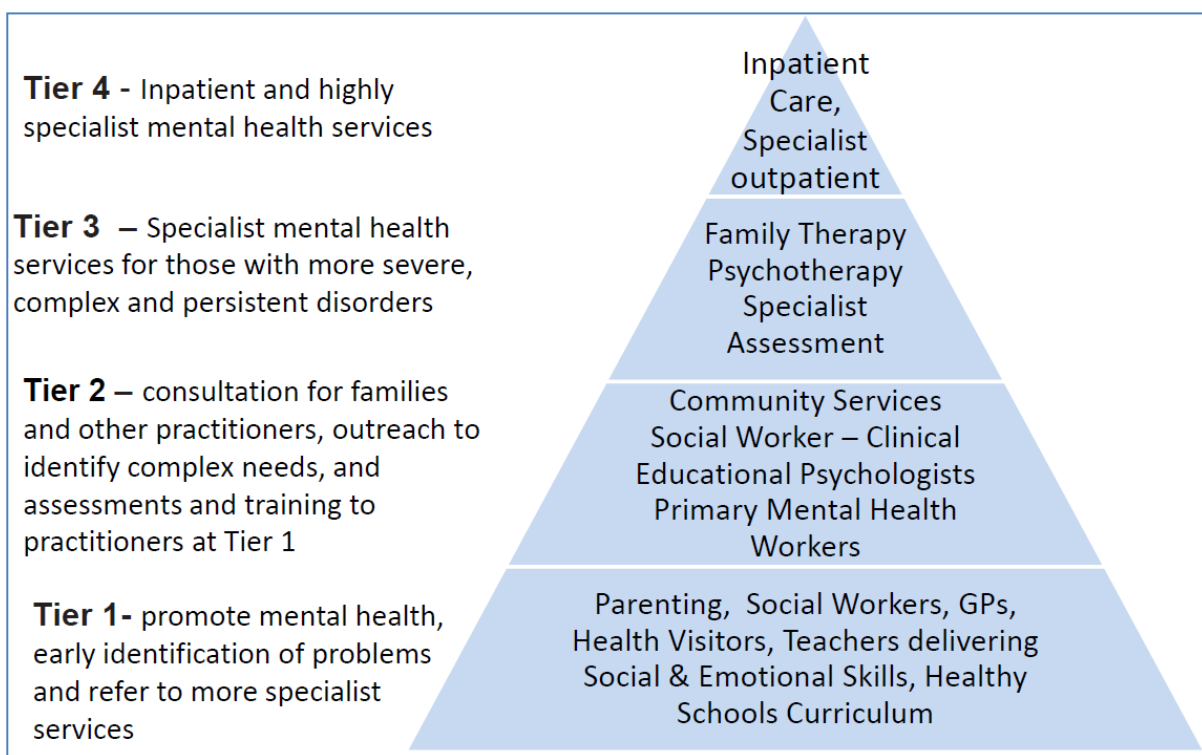 Tier 4 - Inpatient and highly
specialist mental health services
Inpatient
Care,
Specialist
outpatient
Tier 3 – Specialist mental health
services for those with more severe,
complex and persistent disorders
Family Therapy
Psychotherapy
Specialist
Assessment
Tier 2 – consultation for families
and other practitioners, outreach to
identify complex needs, and
assessments and training to
practitioners at Tier 1
Community Services
Social Worker – Clinical
Educational Psychologists
Primary Mental Health
Workers
Tier 1- promote mental health,
early identification of problems
and refer to more specialist
services
Parenting, Social Workers, GPs,
Health Visitors, Teachers delivering
Social & Emotional Skills, Healthy
Schools Curriculum